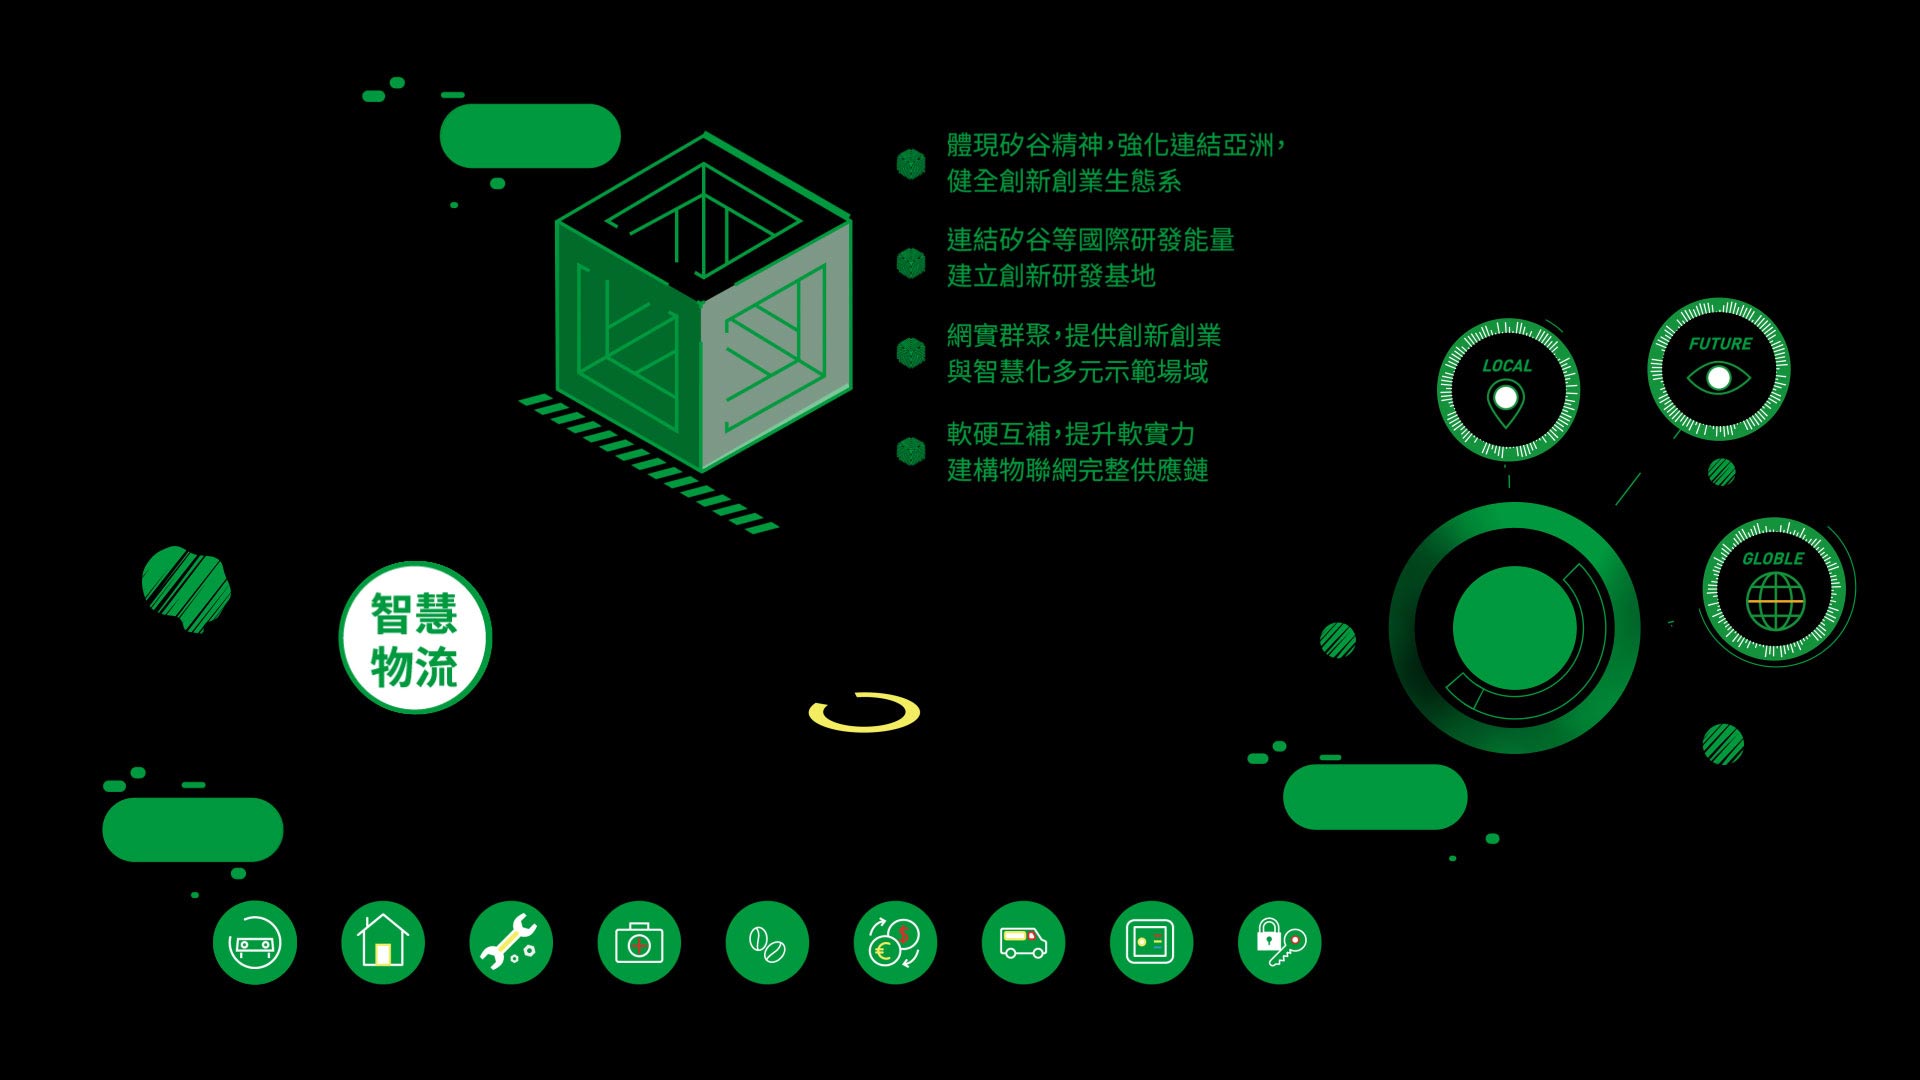 體現矽谷精神，強化連結亞洲，
健全創新創業生態系
連結矽谷等國際研發能量
建立創新研發基地
網實群聚，提供創新創業
與智慧化多元示範場域
軟硬互補，提升軟實力
建構物聯網完整供應鏈
LOCAL
FUTURE
GLOBLE
智慧
物流
$
€